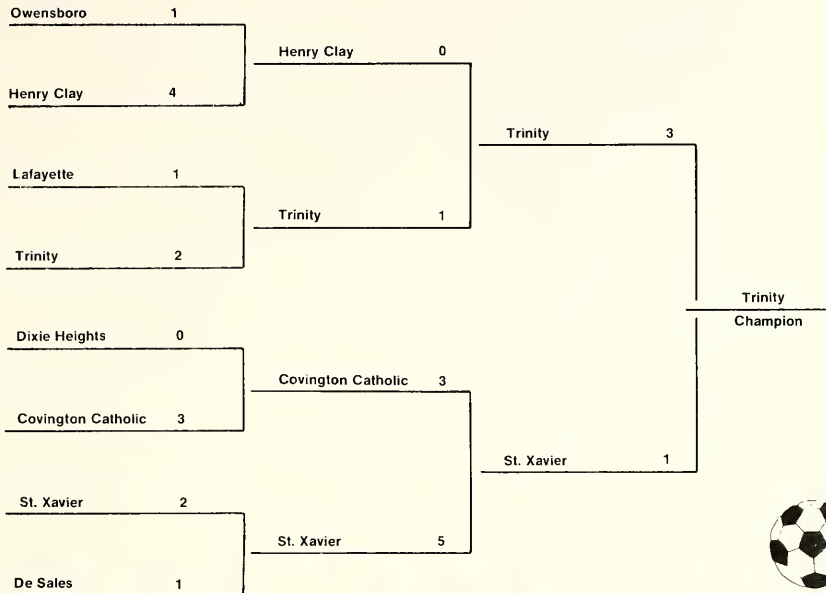 Owensboro 1
Henry Clay 0
Henry Clay 4
Trinity 3
Lafayette 1
Trinity 1
Trinity 2
Trinity
Champion
Dixie Heights 0
Covington Catholic 3
Covington Catholic 3
St. Xavier 1
St. Xavier 2
St. Xavier 5
De Sales 1